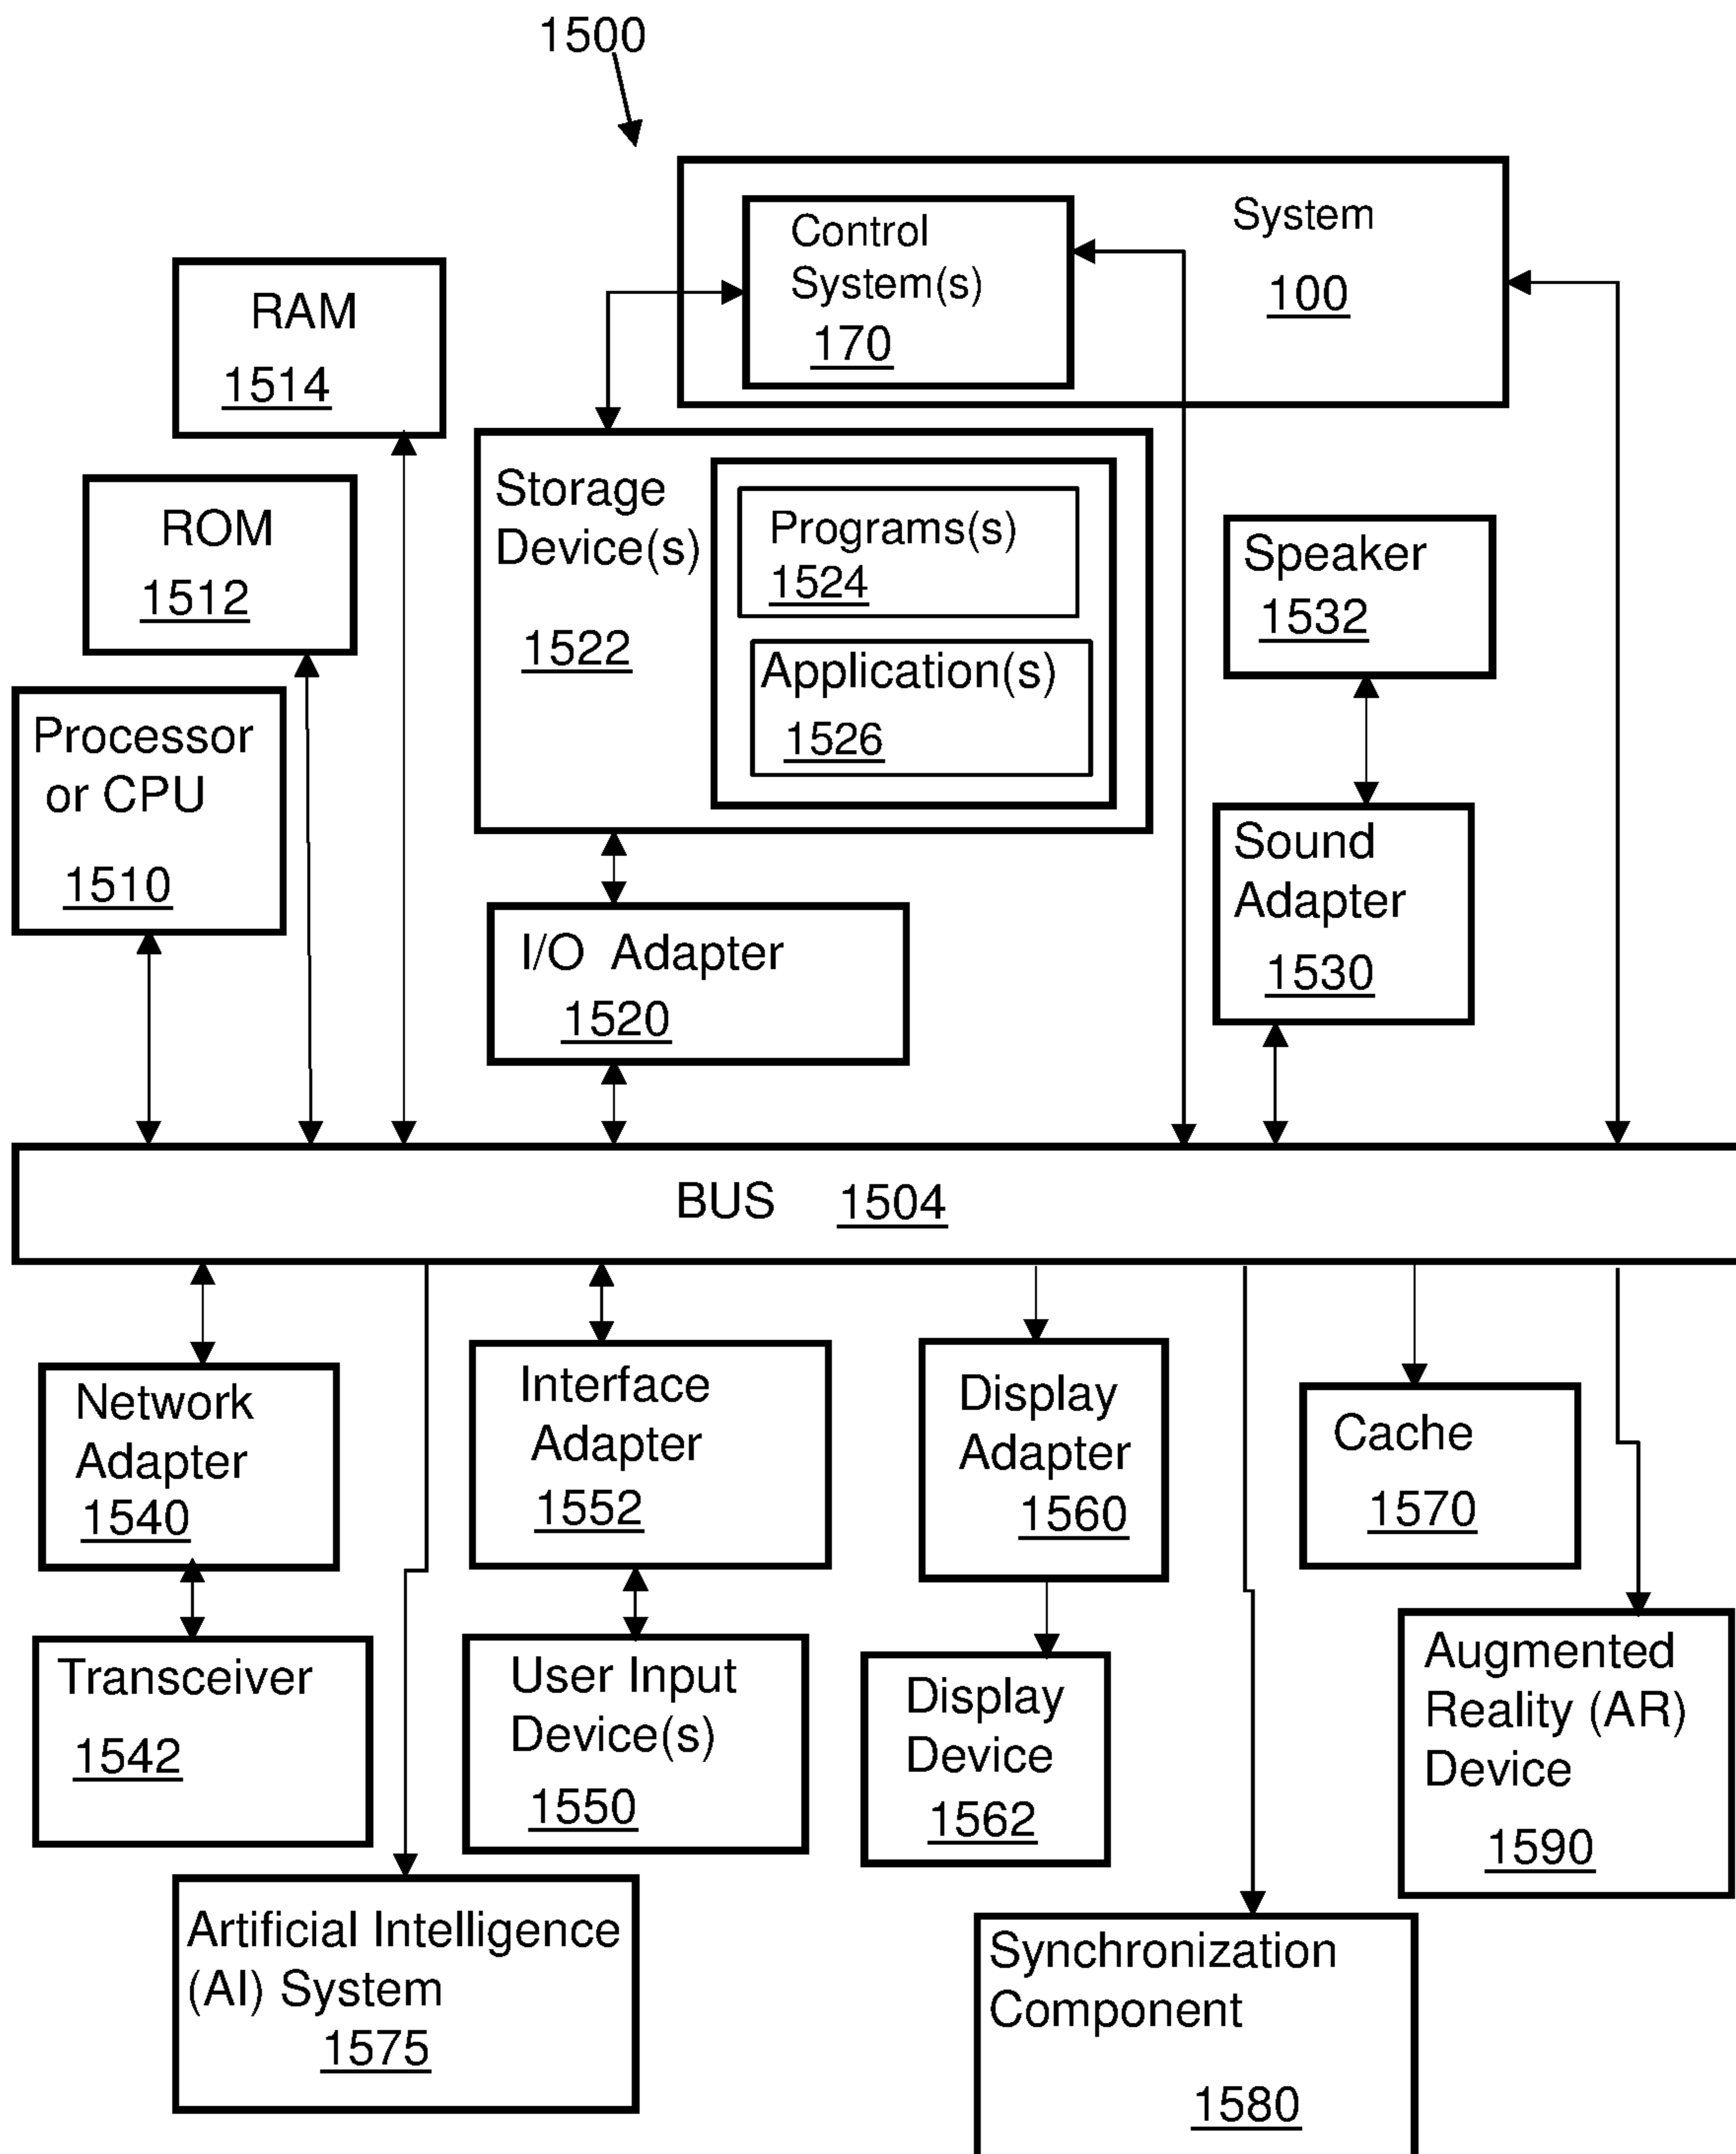 1500
System
100
Control
System(s)
170
RAM
1514
ROM
1512
Processor
or CPU
1510
Storage
Device(s)
1522
Programs(s)
1524
Application(s)
1526
Speaker
1532
Sound
Adapter
1530
I/O Adapter
1520
BUS 1504
Network
Adapter
1540
Interface
Adapter
1552
Display
Adapter
1560
Cache
1570
Transceiver
1542
User Input
Device(s)
1550
Display
Device
1562
Augmented
Reality (AR)
Device
1590
Artificial Intelligence
(AI) System
1575
Synchronization
Component
1580